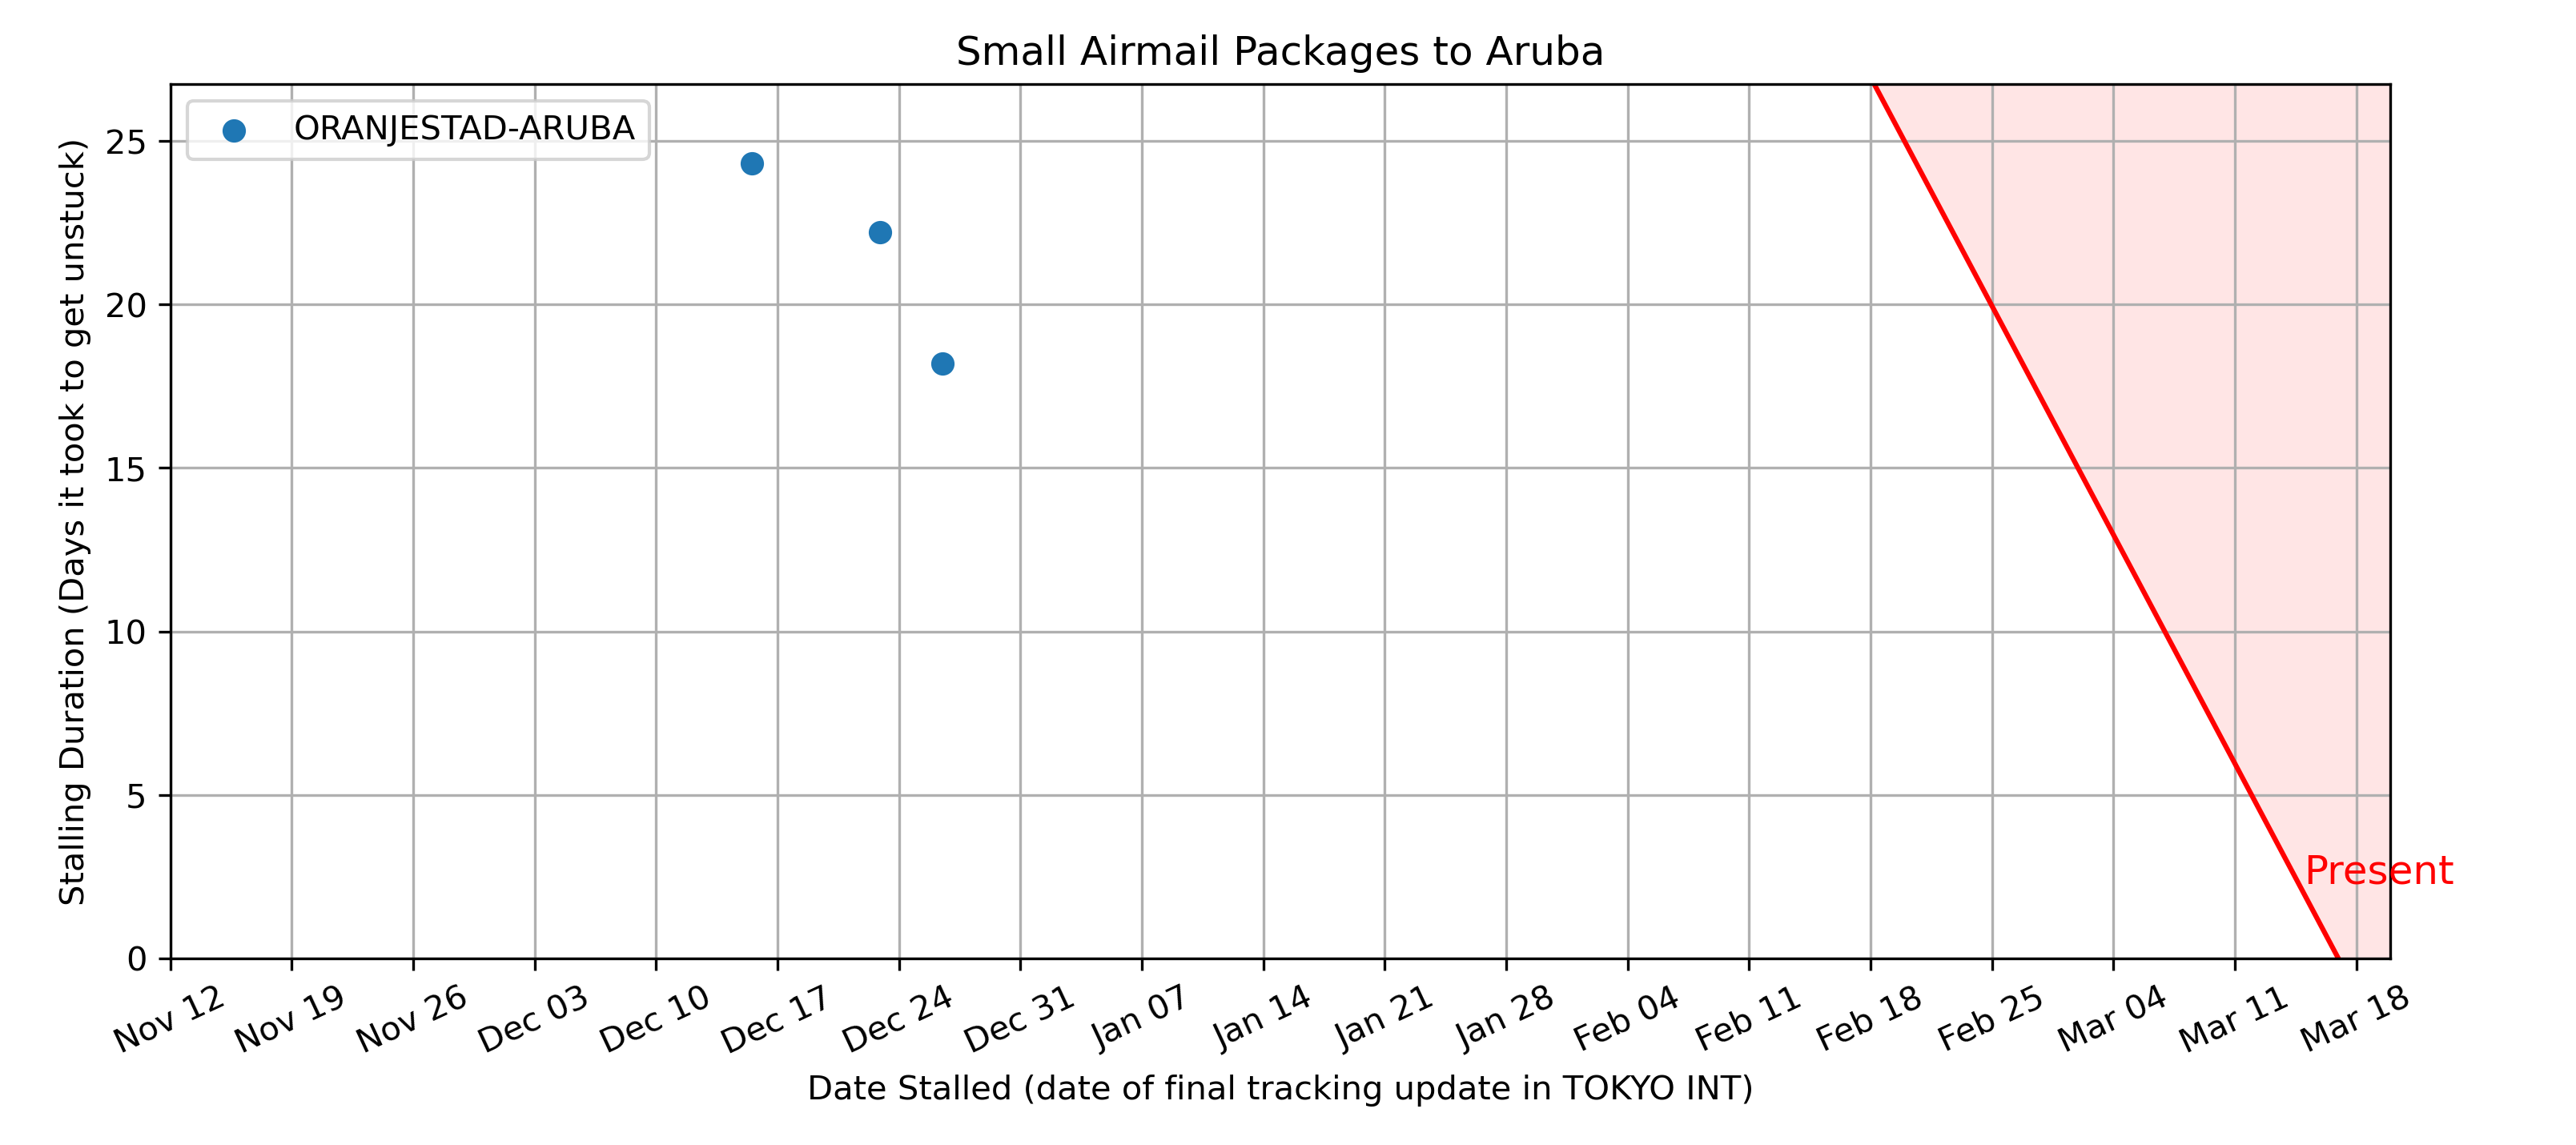 Small Airmail Packages to Aruba
ORANJESTAD-ARUBA
Stalling Duration (Days it took to get unstuck)
25
20
15
10
5
0
Present
Nov 12 Nov 19 Nov 26 Dec 03 Dec 10 Dec 17 Dec 24 Dec 31 Jan 07 Jan 14 Jan 21 Jan 28 Feb 04 Feb 11 Feb 18 Feb 25 Mar 04 Mar 11 Mar 18
Date Stalled (date of final tracking update in TOKYO INT)